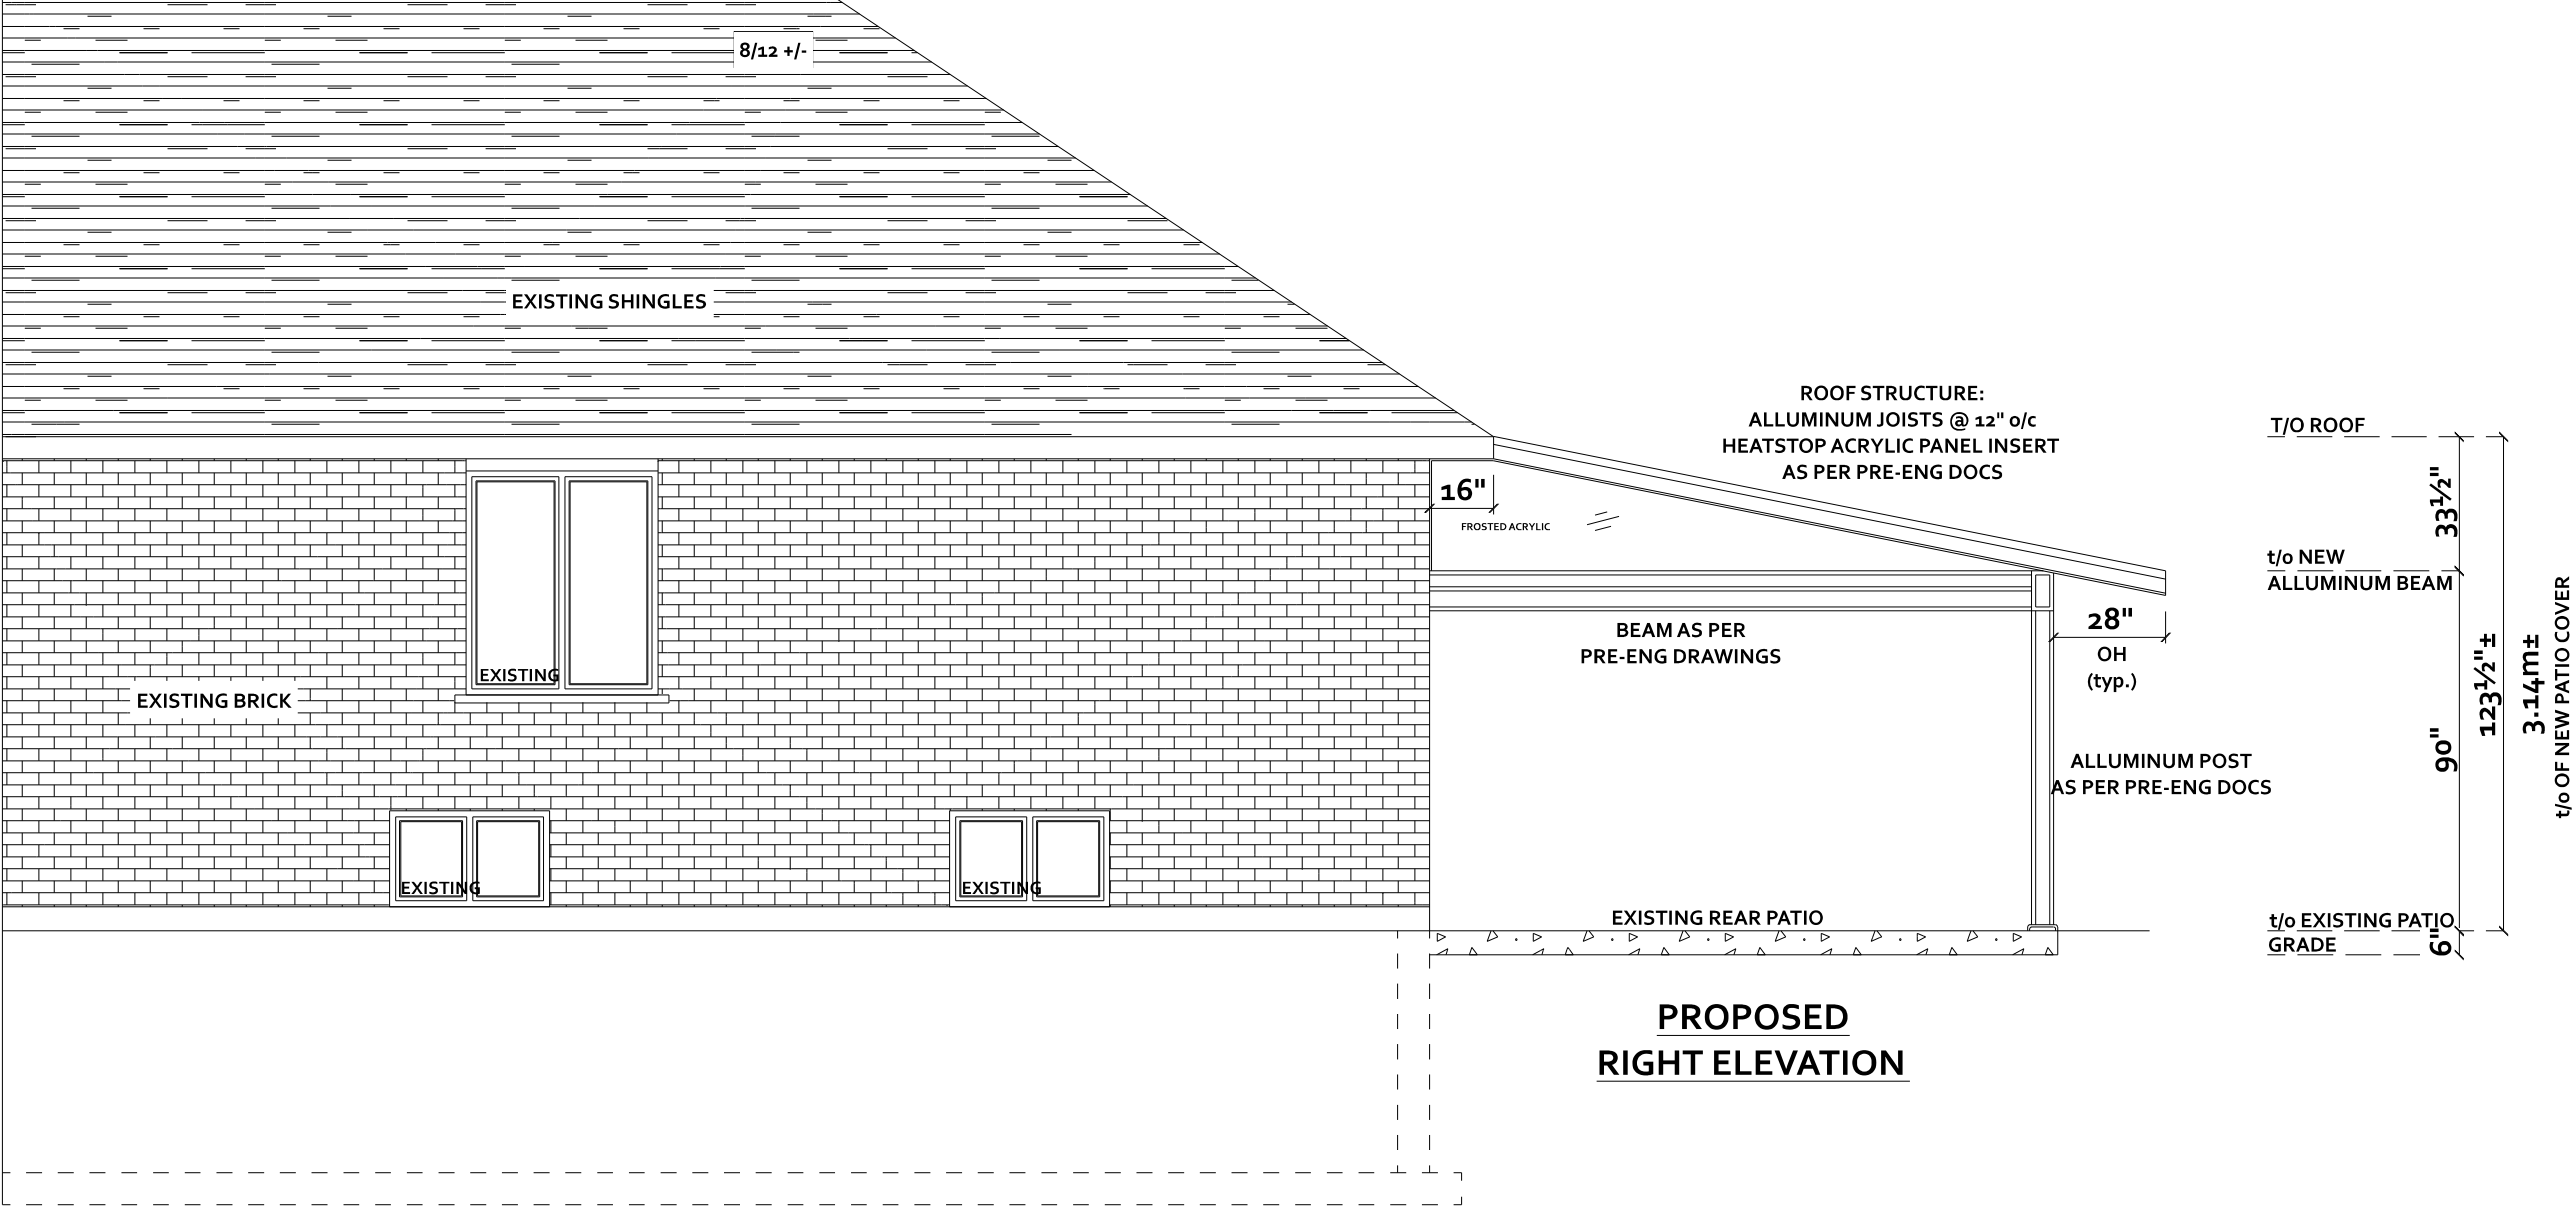 8/12 +/-
EXISTING SHINGLES
ROOF STRUCTURE:
ALLUMINUM JOISTS @ 12" o/c
HEATSTOP ACRYLIC PANEL INSERT
AS PER PRE-ENG DOCS
T/O ROOF
33½"
16"
FROSTED ACRYLIC
t/o NEW
ALLUMINUM BEAM
BEAM AS PER
PRE-ENG DRAWINGS
28"
OH
(typ.)
EXISTING
EXISTING BRICK
123½"±
3.14m±
t/o OF NEW PATIO COVER
90"
ALLUMINUM POST
AS PER PRE-ENG DOCS
EXISTING
EXISTING
EXISTING REAR PATIO
t/o EXISTING PATIO
GRADE
6"
PROPOSED
RIGHT ELEVATION